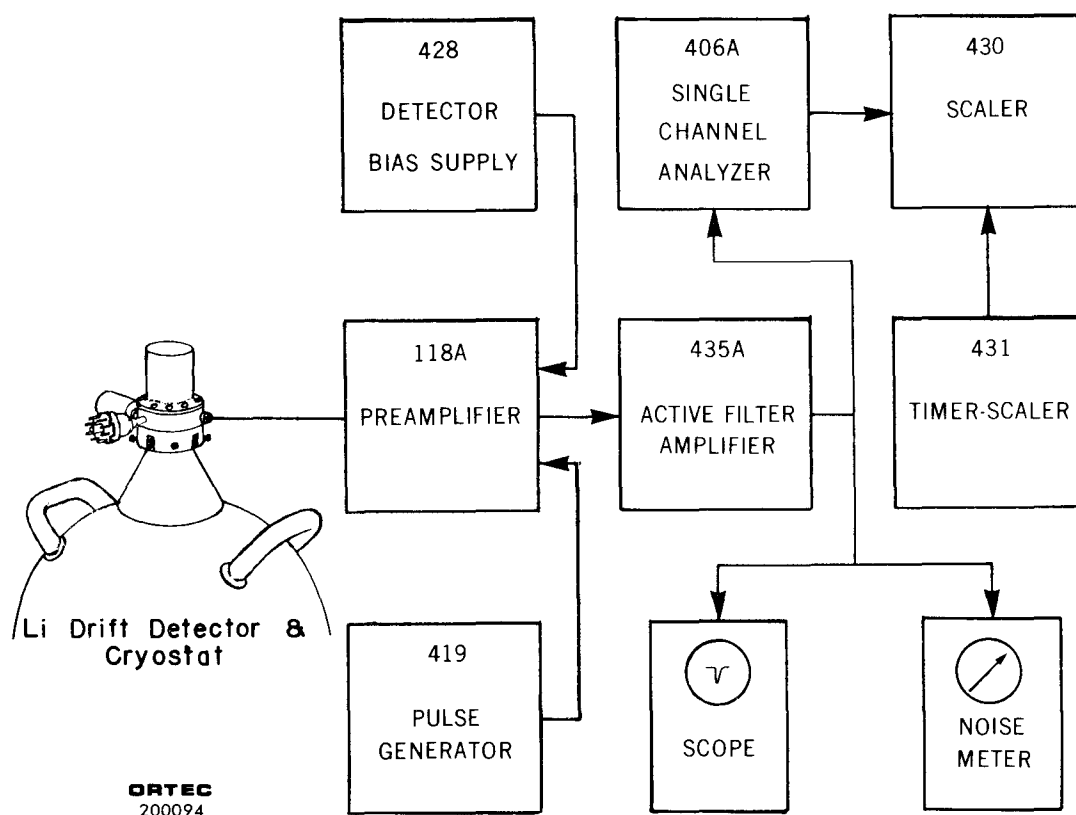 428
DETECTOR
BIAS SUPPLY
406A
SINGLE
CHANNEL
ANALYZER
430
SCALER
118A
PREAMPLIFIER
435A
ACTIVE FILTER
AMPLIFIER
431
TIMER-SCALER
Li Drift Detector &
Cryostat
419
PULSE
GENERATOR
SCOPE
NOISE
METER
ORTEC
200094